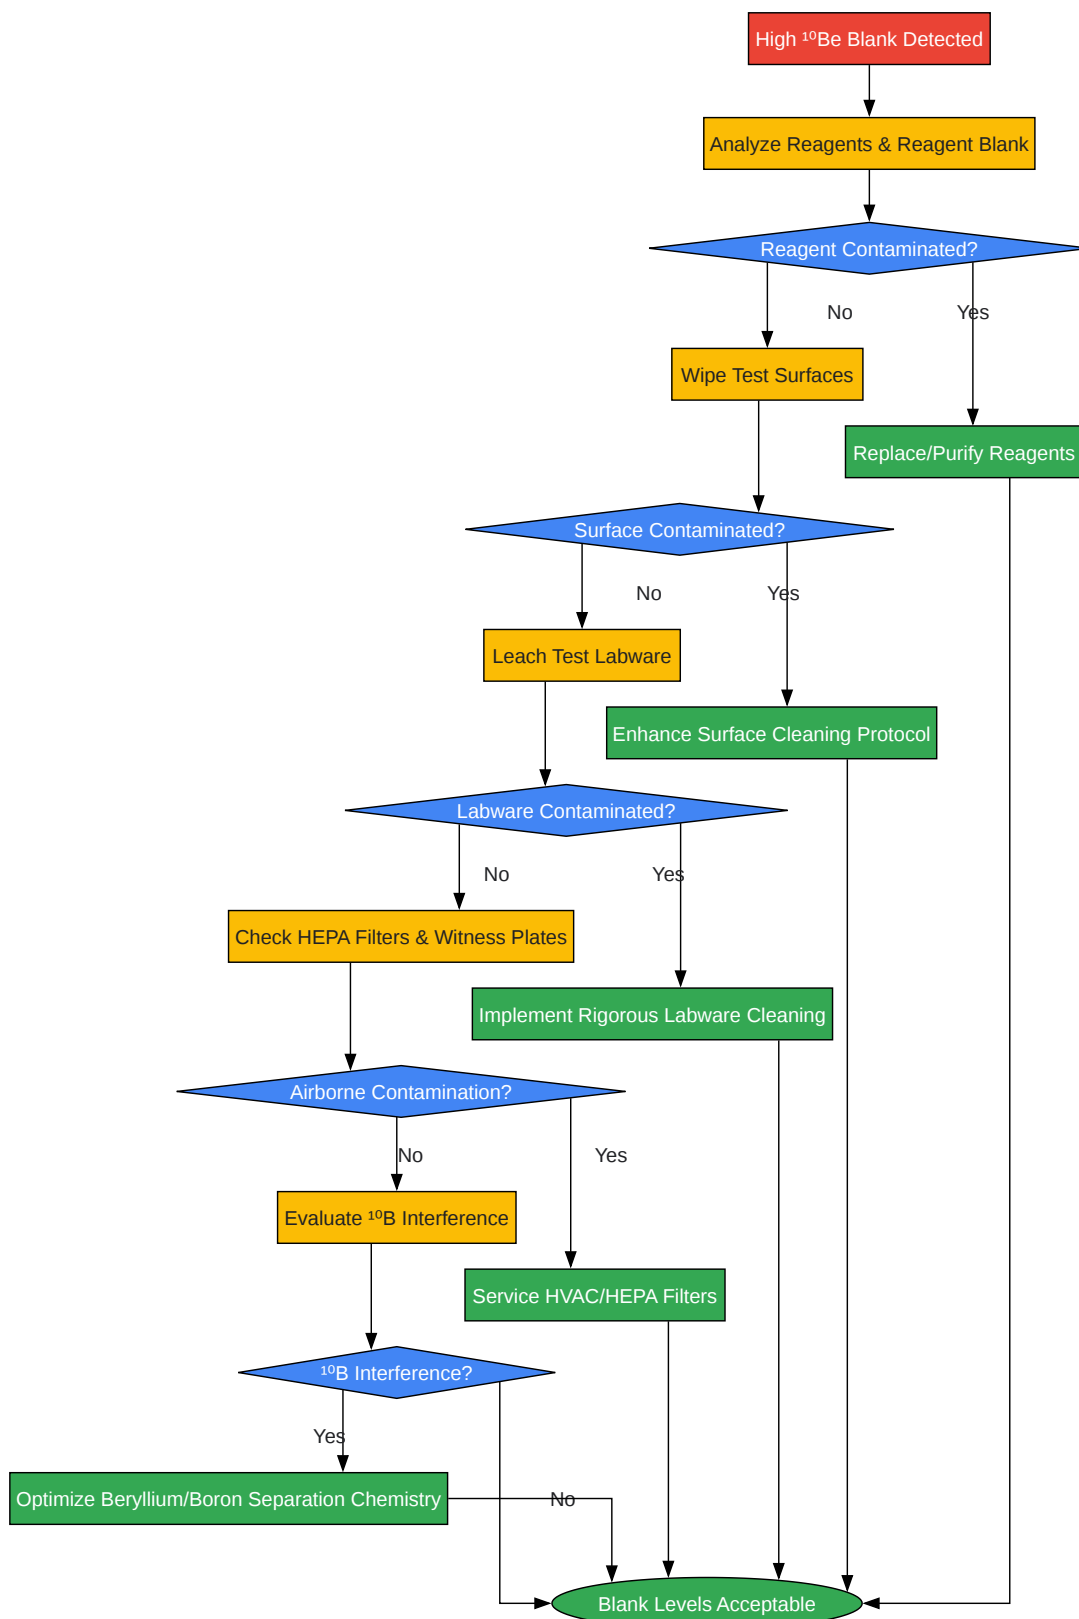 High ¹⁰Be Blank Detected
Analyze Reagents & Reagent Blank
Reagent Contaminated?
No
Yes
Wipe Test Surfaces
Replace/Purify Reagents
Surface Contaminated?
No
Yes
Leach Test Labware
Enhance Surface Cleaning Protocol
Labware Contaminated?
No
Yes
Check HEPA Filters & Witness Plates
Implement Rigorous Labware Cleaning
Airborne Contamination?
No
Yes
Evaluate ¹⁰B Interference
Service HVAC/HEPA Filters
¹⁰B Interference?
Yes
Optimize Beryllium/Boron Separation Chemistry
No
Blank Levels Acceptable